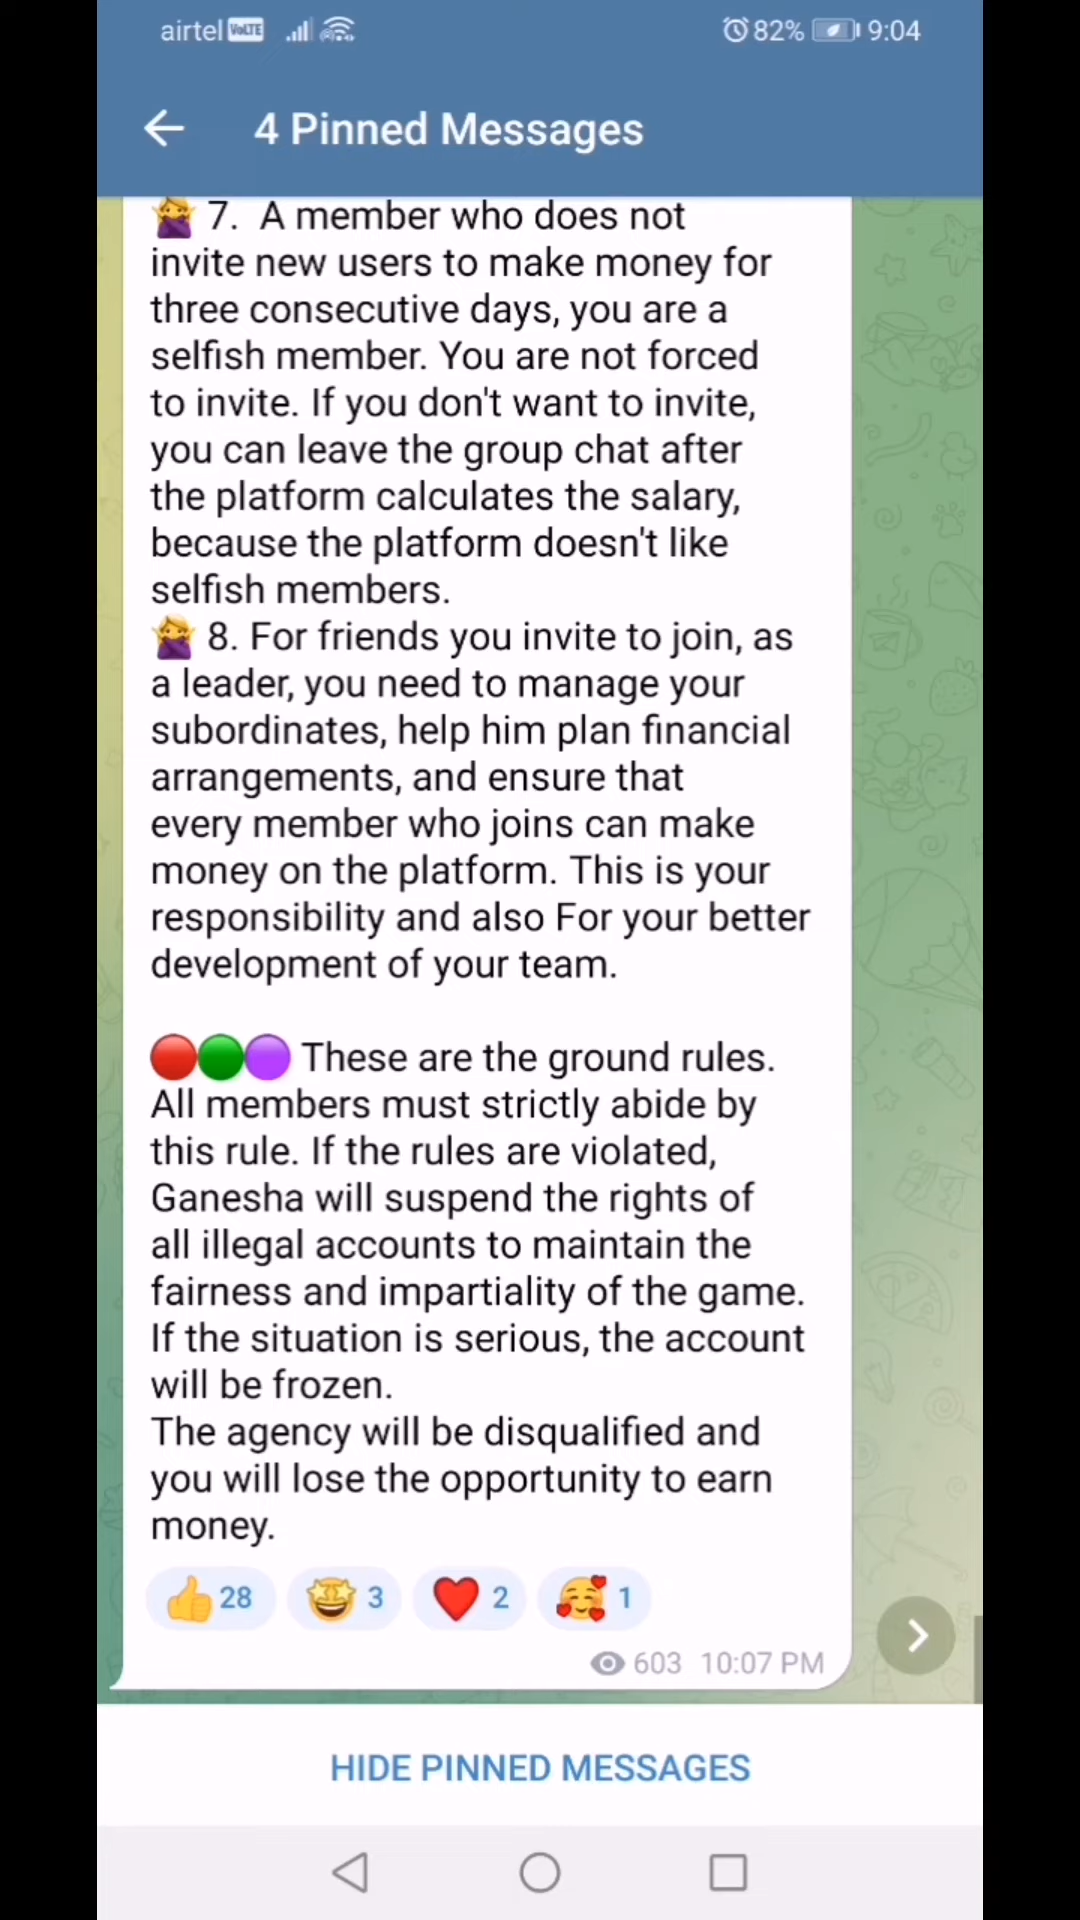 airtel VoLTE 82% 9:04
4 Pinned Messages
🙅 7. A member who does not
invite new users to make money for
three consecutive days, you are a
selfish member. You are not forced
to invite. If you don't want to invite,
you can leave the group chat after
the platform calculates the salary,
because the platform doesn't like
selfish members.
🙅 8. For friends you invite to join, as
a leader, you need to manage your
subordinates, help him plan financial
arrangements, and ensure that
every member who joins can make
money on the platform. This is your
responsibility and also For your better
development of your team.
🔴🟢🟣 These are the ground rules.
All members must strictly abide by
this rule. If the rules are violated,
Ganesha will suspend the rights of
all illegal accounts to maintain the
fairness and impartiality of the game.
If the situation is serious, the account
will be frozen.
The agency will be disqualified and
you will lose the opportunity to earn
money.
👍 28 🤩 3 ❤️ 2 🥰 1
603 10:07 PM
HIDE PINNED MESSAGES